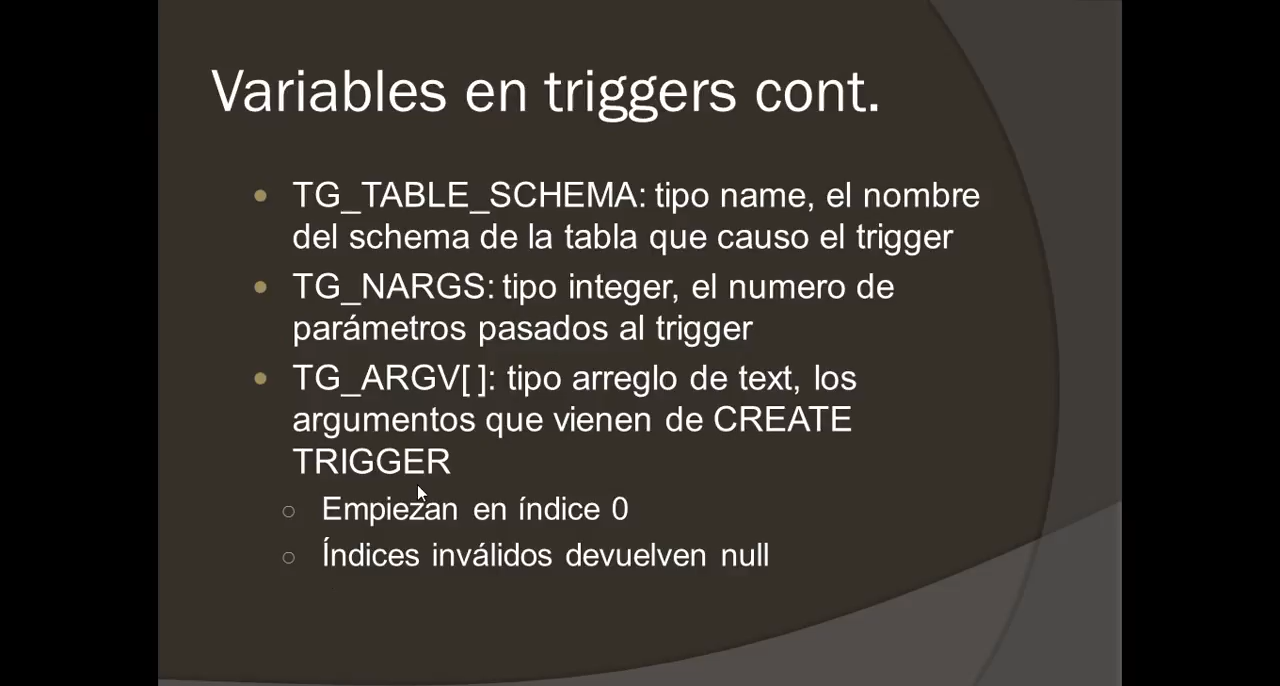 Variables en triggers cont.
TG_TABLE_SCHEMA: tipo name, el nombre
del schema de la tabla que causo el trigger
TG_NARGS: tipo integer, el numero de
parámetros pasados al trigger
TG_ARGV[ ]: tipo arreglo de text, los
argumentos que vienen de CREATE
TRIGGER
Empiezan en índice 0
Índices inválidos devuelven null